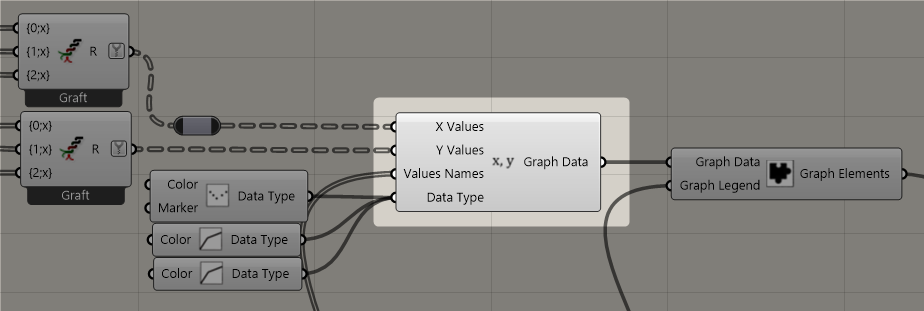 {0;x}
{1;x} R
{2;x}
Graft
{0;x}
{1;x} R
{2;x}
Graft
X Values
Y Values
Values Names
Data Type
x, y Graph Data
Graph Data
Graph Legend
Graph Elements
Color
Marker
Data Type
Color Data Type
Color Data Type